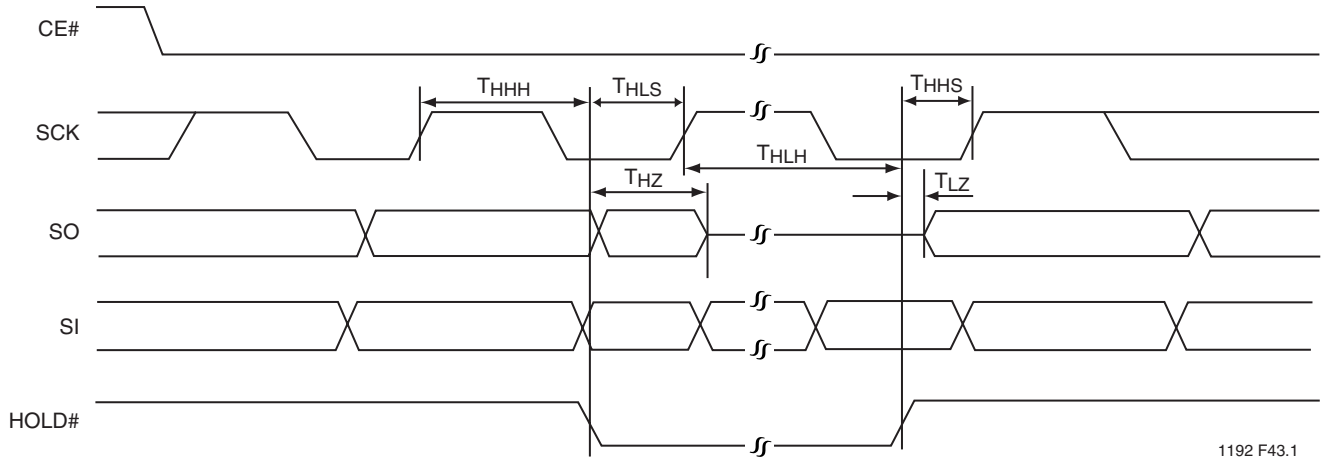 CE#
THHH
THLS
THHS
SCK
THLH
THZ
TLZ
SO
SI
HOLD#
1192 F43.1